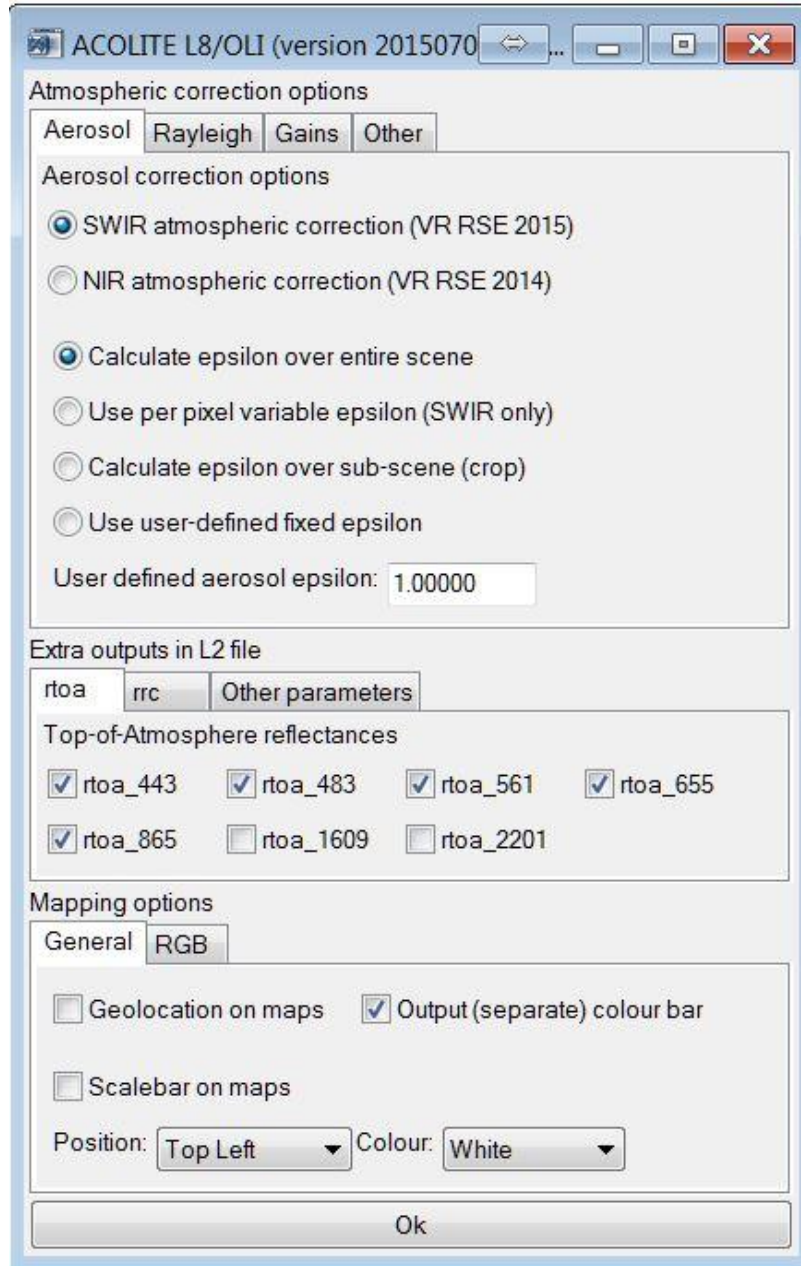 ACOLITE L8/OLI (version 2015070 ...
Atmospheric correction options
Aerosol Rayleigh Gains Other
Aerosol correction options
SWIR atmospheric correction (VR RSE 2015)
NIR atmospheric correction (VR RSE 2014)
Calculate epsilon over entire scene
Use per pixel variable epsilon (SWIR only)
Calculate epsilon over sub-scene (crop)
Use user-defined fixed epsilon
User defined aerosol epsilon: 1.00000
Extra outputs in L2 file
rtoa rrc Other parameters
Top-of-Atmosphere reflectances
rtoa_443 rtoa_483 rtoa_561 rtoa_655
rtoa_865 rtoa_1609 rtoa_2201
Mapping options
General RGB
Geolocation on maps Output (separate) colour bar
Scalebar on maps
Position: Top Left Colour: White
Ok